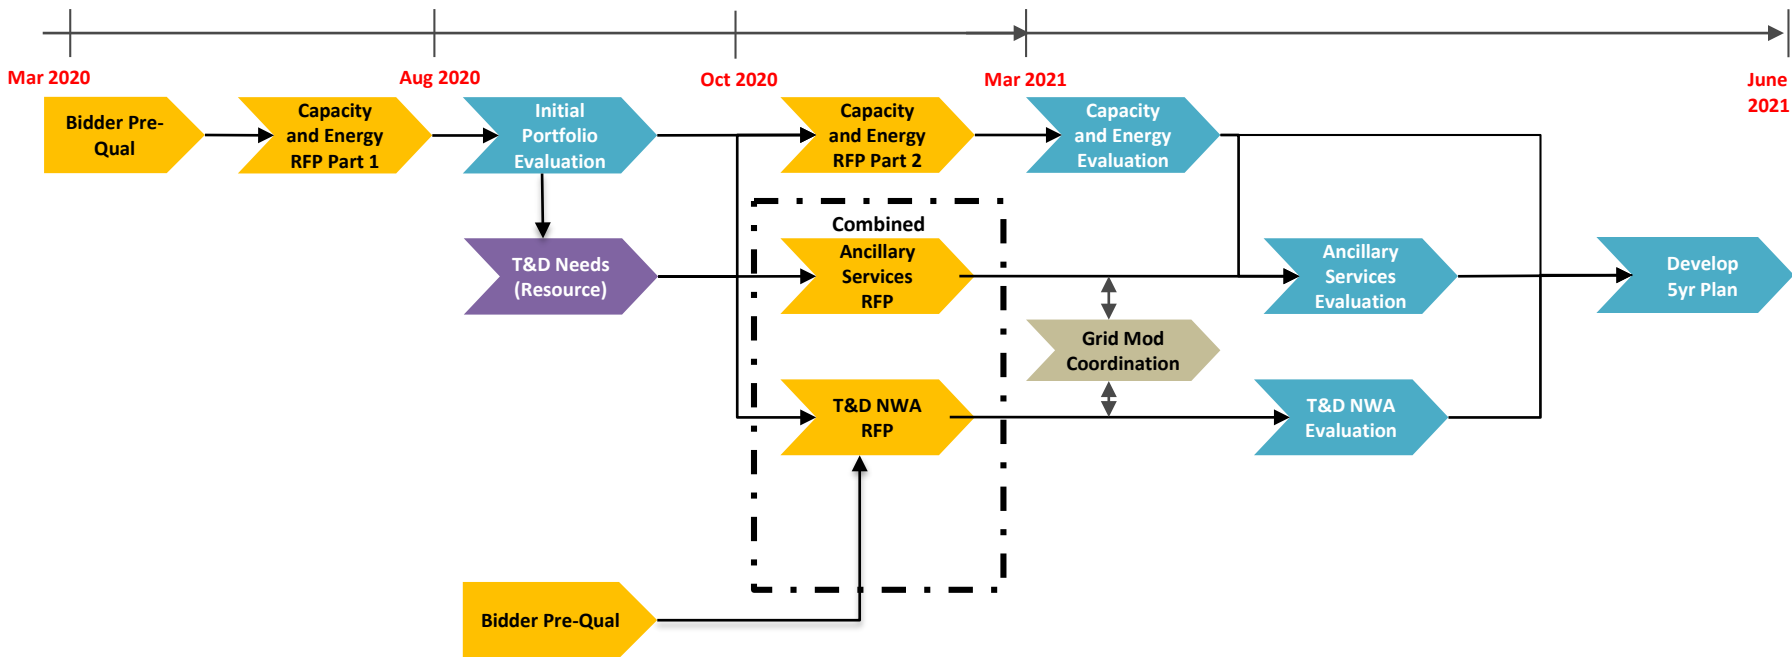 Mar 2020
Aug 2020
Oct 2020
Mar 2021
June
2021
Bidder Pre-
Qual
Capacity
and Energy
RFP Part 1
Initial
Portfolio
Evaluation
Capacity
and Energy
RFP Part 2
Capacity
and Energy
Evaluation
Combined
T&D Needs
(Resource)
Ancillary
Services
RFP
Ancillary
Services
Evaluation
Develop
5yr Plan
Grid Mod
Coordination
T&D NWA
RFP
T&D NWA
Evaluation
Bidder Pre-Qual